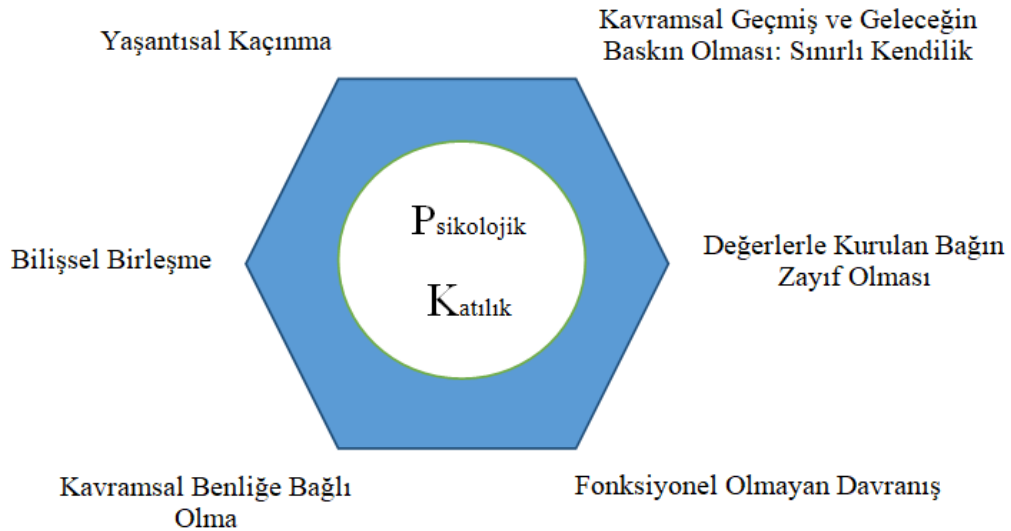 Yaşantısal Kaçınma
Kavramsal Geçmiş ve Geleceğin
Baskın Olması: Sınırlı Kendilik
Psikolojik
Katılık
Bilişsel Birleşme
Değerlerle Kurulan Bağın
Zayıf Olması
Kavramsal Benliğe Bağlı
Olma
Fonksiyonel Olmayan Davranış